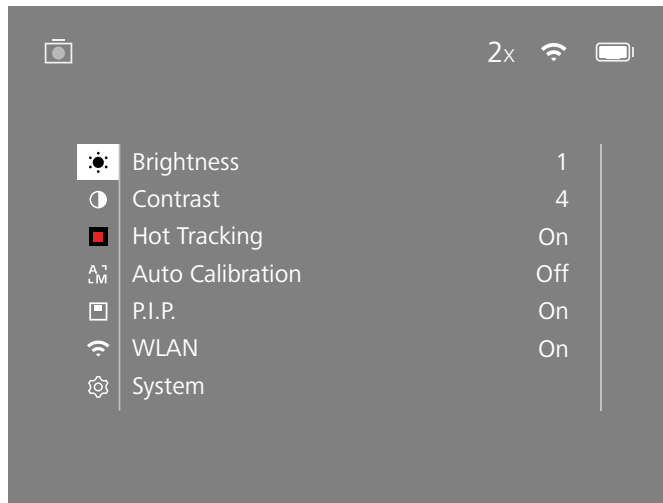 2x
Brightness 1
Contrast 4
Hot Tracking On
A M Auto Calibration Off
P.I.P. On
WLAN On
System